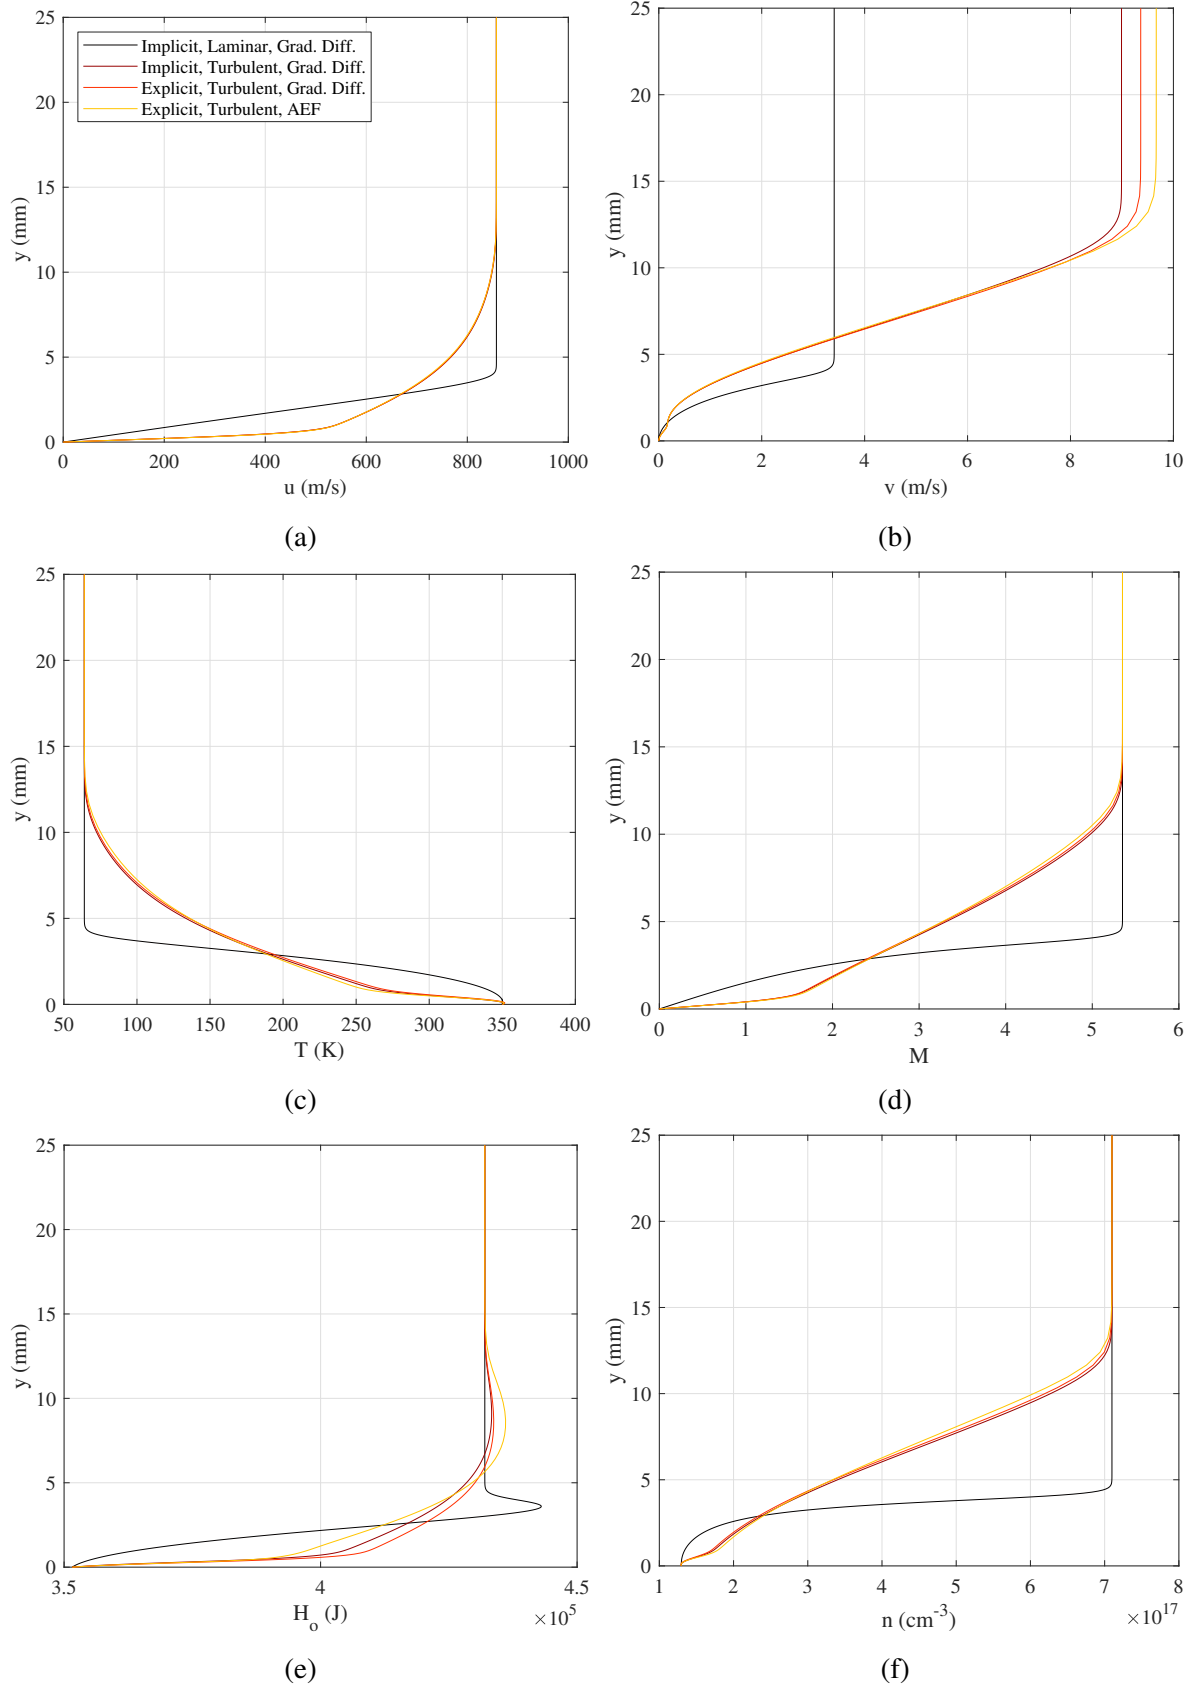 25
20
15
10
5
0
y (mm)
Implicit, Laminar, Grad. Diff.
Implicit, Turbulent, Grad. Diff.
Explicit, Turbulent, Grad. Diff.
Explicit, Turbulent, AEF
0 200 400 600 800 1000
u (m/s)
(a)
25
20
15
10
5
0
y (mm)
0 2 4 6 8 10
v (m/s)
(b)
25
20
15
10
5
0
y (mm)
50 100 150 200 250 300 350 400
T (K)
(c)
25
20
15
10
5
0
y (mm)
0 1 2 3 4 5 6
M
(d)
25
20
15
10
5
0
y (mm)
3.5 4 4.5
H_o (J) ×10^5
(e)
25
20
15
10
5
0
y (mm)
1 2 3 4 5 6 7 8
n (cm^-3) ×10^17
(f)